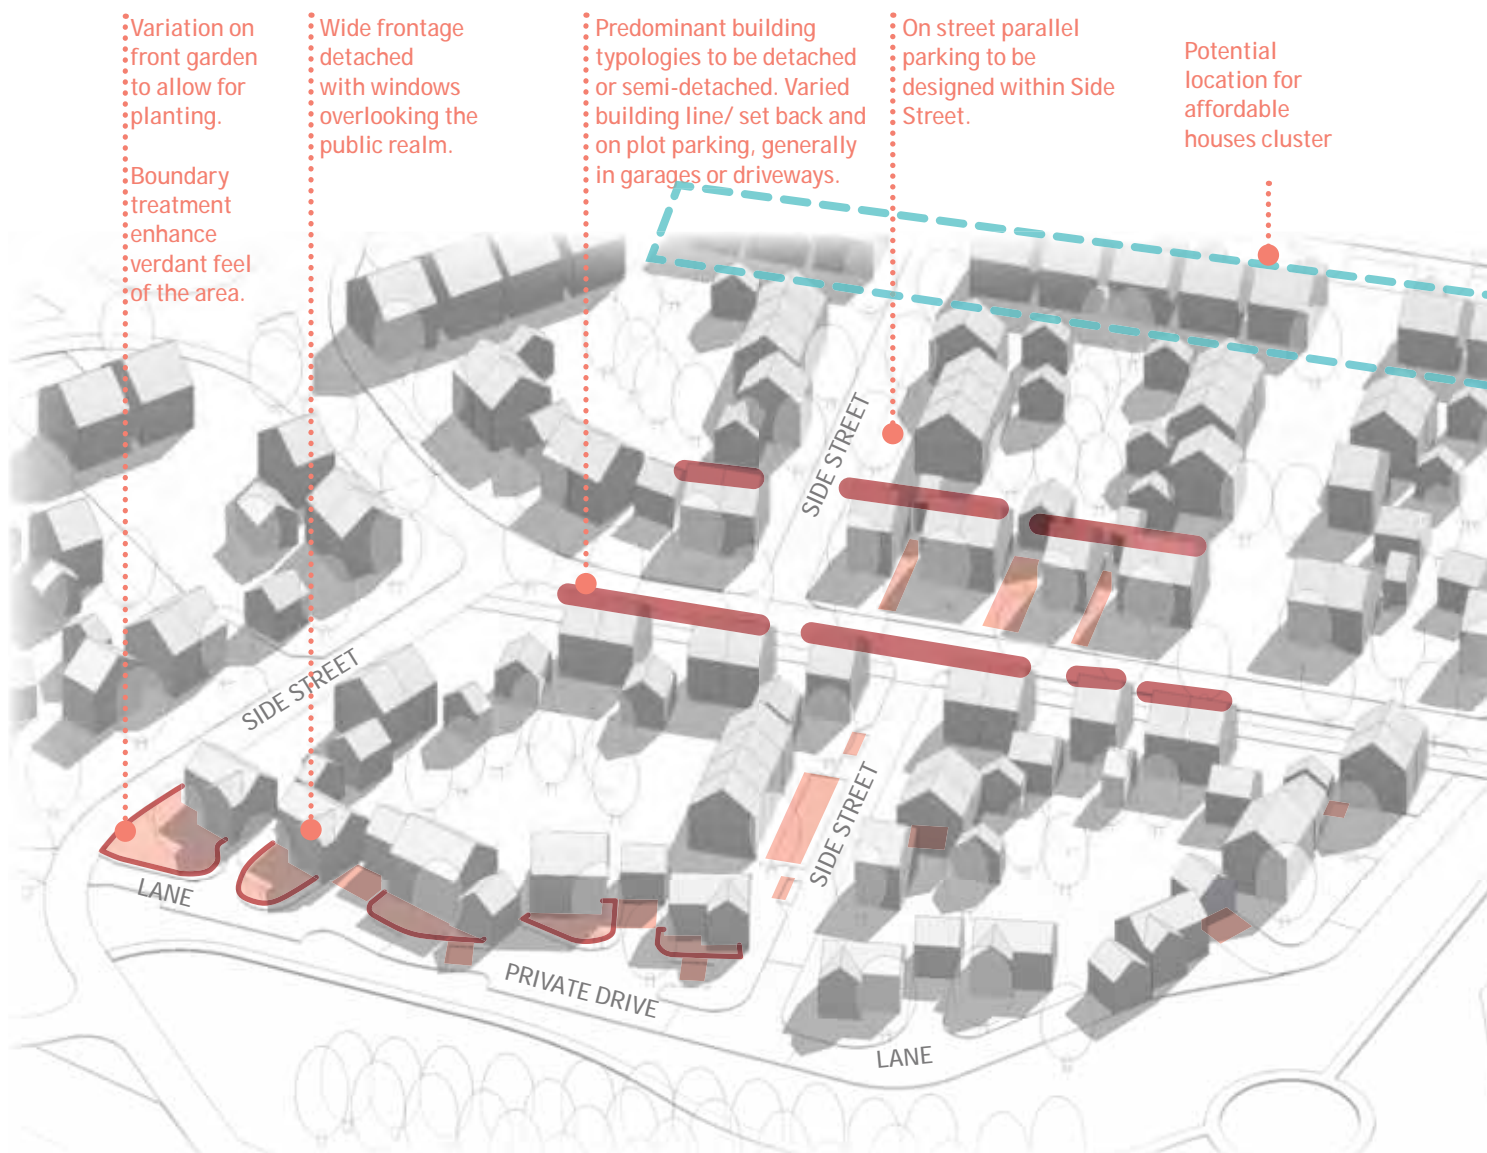 Variation on
front garden
to allow for
planting.
Boundary
treatment
enhance
verdant feel
of the area.
Wide frontage
detached
with windows
overlooking the
public realm.
Predominant building
typologies to be detached
or semi-detached. Varied
building line/ set back and
on plot parking, generally
in garages or driveways.
On street parallel
parking to be
designed within Side
Street.
Potential
location for
affordable
houses cluster
SIDE STREET
SIDE STREET
SIDE STREET
LANE
PRIVATE DRIVE
LANE